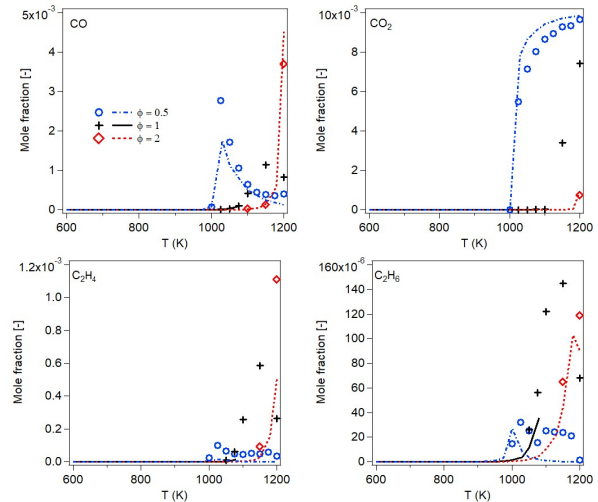 5x10⁻³
CO
4
3
2
1
0
Mole fraction [-]
ϕ = 0.5
ϕ = 1
ϕ = 2
600
800
1000
1200
T (K)
10x10⁻³
CO₂
8
6
4
2
0
Mole fraction [-]
600
800
1000
1200
T (K)
1.2x10⁻³
C₂H₄
1.0
0.8
0.6
0.4
0.2
0.0
Mole fraction [-]
600
800
1000
1200
T (K)
160x10⁻⁶
C₂H₆
140
120
100
80
60
40
20
0
Mole fraction [-]
600
800
1000
1200
T (K)